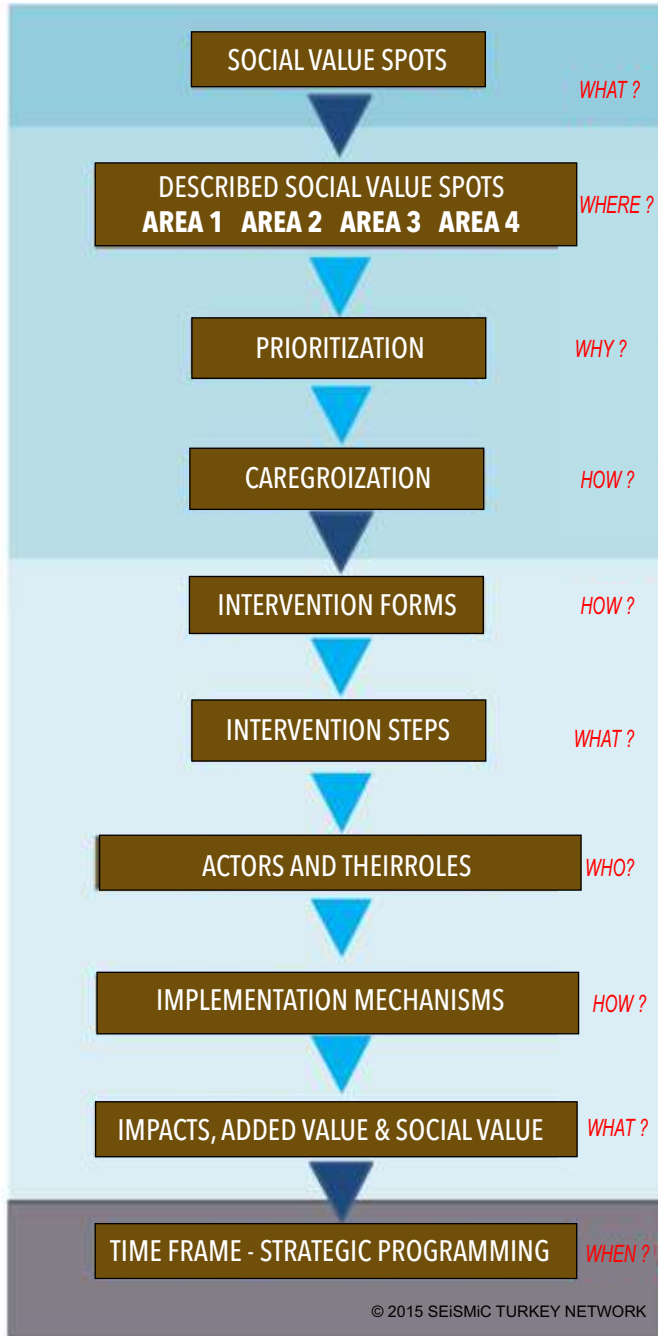 SOCIAL VALUE SPOTS
WHAT ?
DESCRIBED SOCIAL VALUE SPOTS
AREA 1 AREA 2 AREA 3 AREA 4
WHERE ?
PRIORITIZATION
WHY ?
CAREGROIZATION
HOW ?
INTERVENTION FORMS
HOW ?
INTERVENTION STEPS
WHAT ?
ACTORS AND THEIRROLES
WHO?
IMPLEMENTATION MECHANISMS
HOW ?
IMPACTS, ADDED VALUE & SOCIAL VALUE
WHAT ?
TIME FRAME - STRATEGIC PROGRAMMING
WHEN ?
© 2015 SEiSMiC TURKEY NETWORK